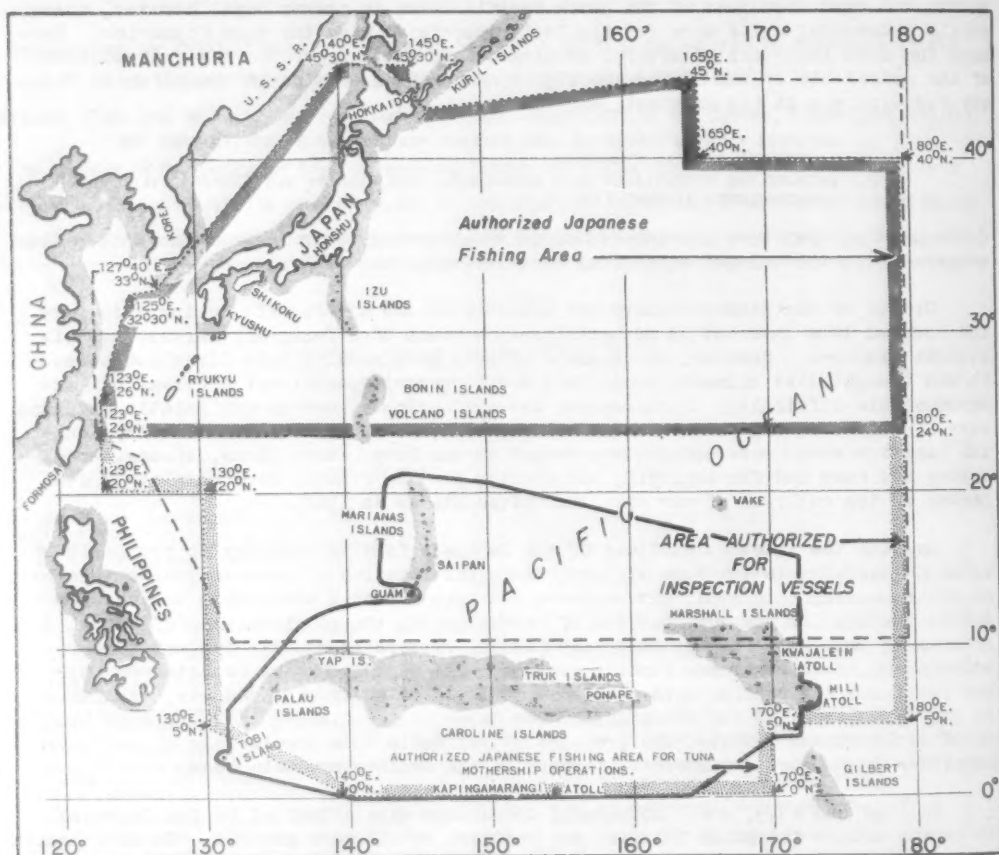 140°E.
45°30'N.
145°E.
45°30'N.
MANCHURIA
U. S. S. R.
KURIL ISLANDS
HOKKAIDO
165°E.
45°N.
165°E.
40°N.
180°E.
40°N.
40°
KOREA
JAPAN
HONSHU
Authorized Japanese
Fishing Area
127°40'E.
33°N.
125°E.
32°30'N.
SHIKOKU
KYUSHU
IZU
ISLANDS
CHINA
30°
123°E.
26°N.
RYUKYU
ISLANDS
BONIN ISLANDS
123°E.
24°N.
VOLCANO ISLANDS
180°E.
24°N.
FORMOSA
123°E.
20°N.
130°E.
20°N.
20°
PACIFIC OCEAN
WAKE
MARIANAS
ISLANDS
SAIPAN
GUAM
AREA AUTHORIZED
FOR
INSPECTION VESSELS
PHILIPPINES
MARSHALL ISLANDS
10°
KWAJALEIN
ATOLL
YAP IS.
TRUK ISLANDS
PONAPE
MILI
ATOLL
PALAU
ISLANDS
130°E.
5°N.
170°E.
5°N.
180°E.
5°N.
TOBI
ISLAND
CAROLINE ISLANDS
AUTHORIZED JAPANESE FISHING AREA FOR TUNA
MOTHERSHIP OPERATIONS.
GILBERT
ISLANDS
140°E.
0°N.
KAPINGAMARANGI ATOLL
170°E.
0°N.
0°
120° 130° 140° 150° 160° 170° 180°